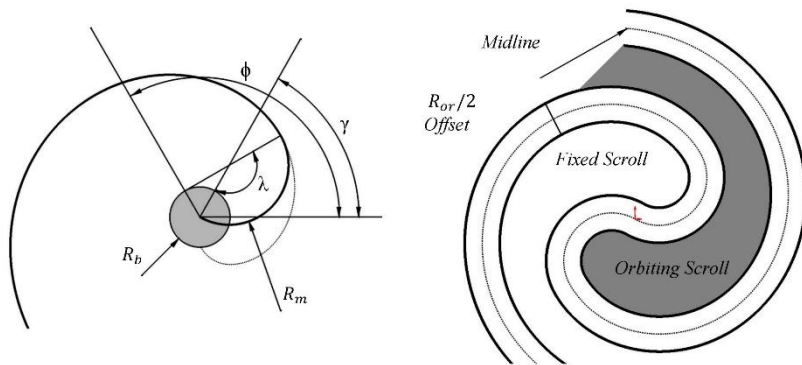 ϕ
γ
λ
R_b
R_m
Midline
R_or/2
Offset
Fixed Scroll
Orbiting Scroll